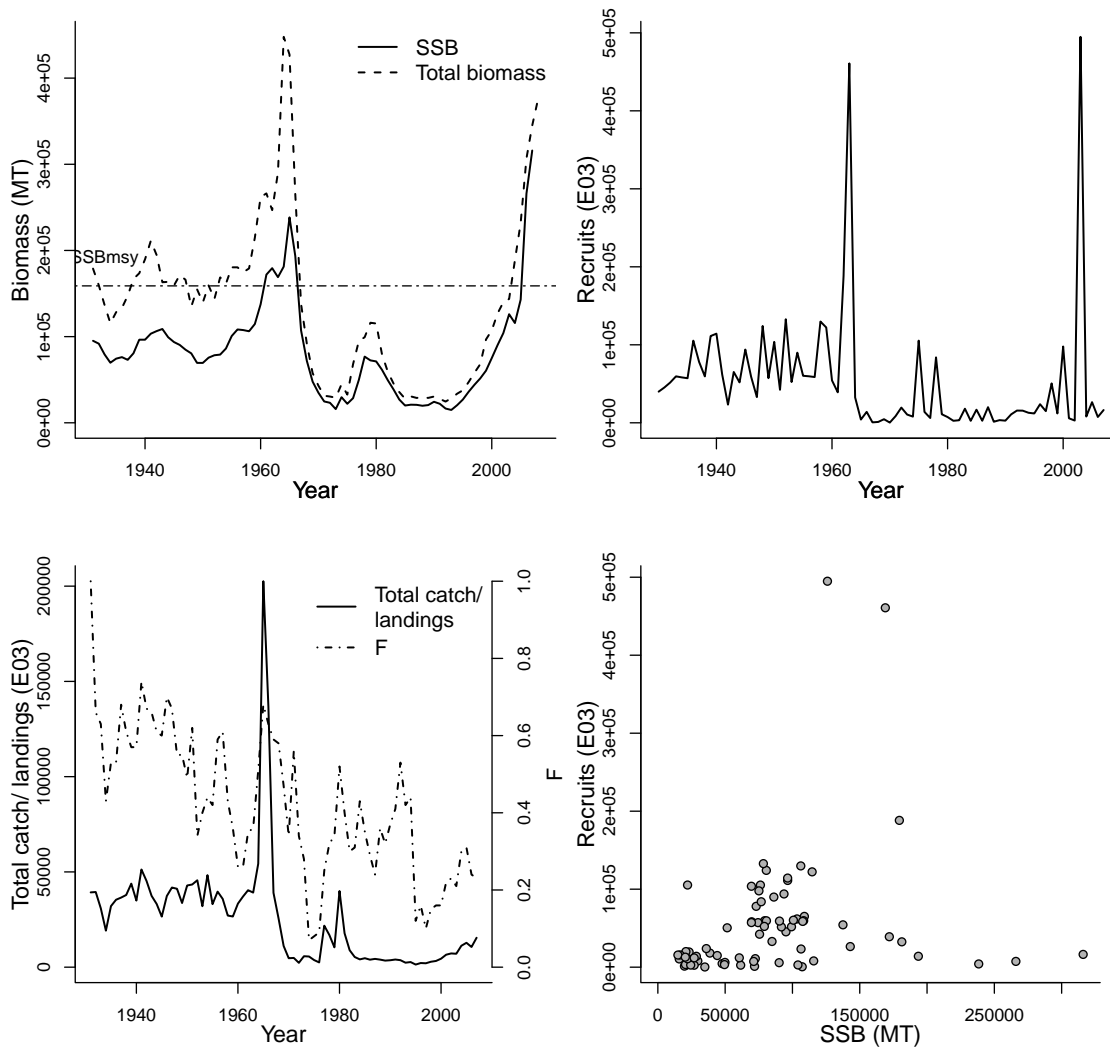 SSB
Total biomass
SSBmsy
Biomass (MT)
0e+00
1e+05
2e+05
3e+05
4e+05
1940
1960
1980
2000
Year
Recruits (E03)
0e+00
1e+05
2e+05
3e+05
4e+05
5e+05
1940
1960
1980
2000
Year
Total catch/
landings
F
Total catch/ landings (E03)
0
50000
100000
150000
200000
0.0
0.2
0.4
0.6
0.8
1.0
F
1940
1960
1980
2000
Year
Recruits (E03)
0e+00
1e+05
2e+05
3e+05
4e+05
5e+05
0
50000
150000
250000
SSB (MT)